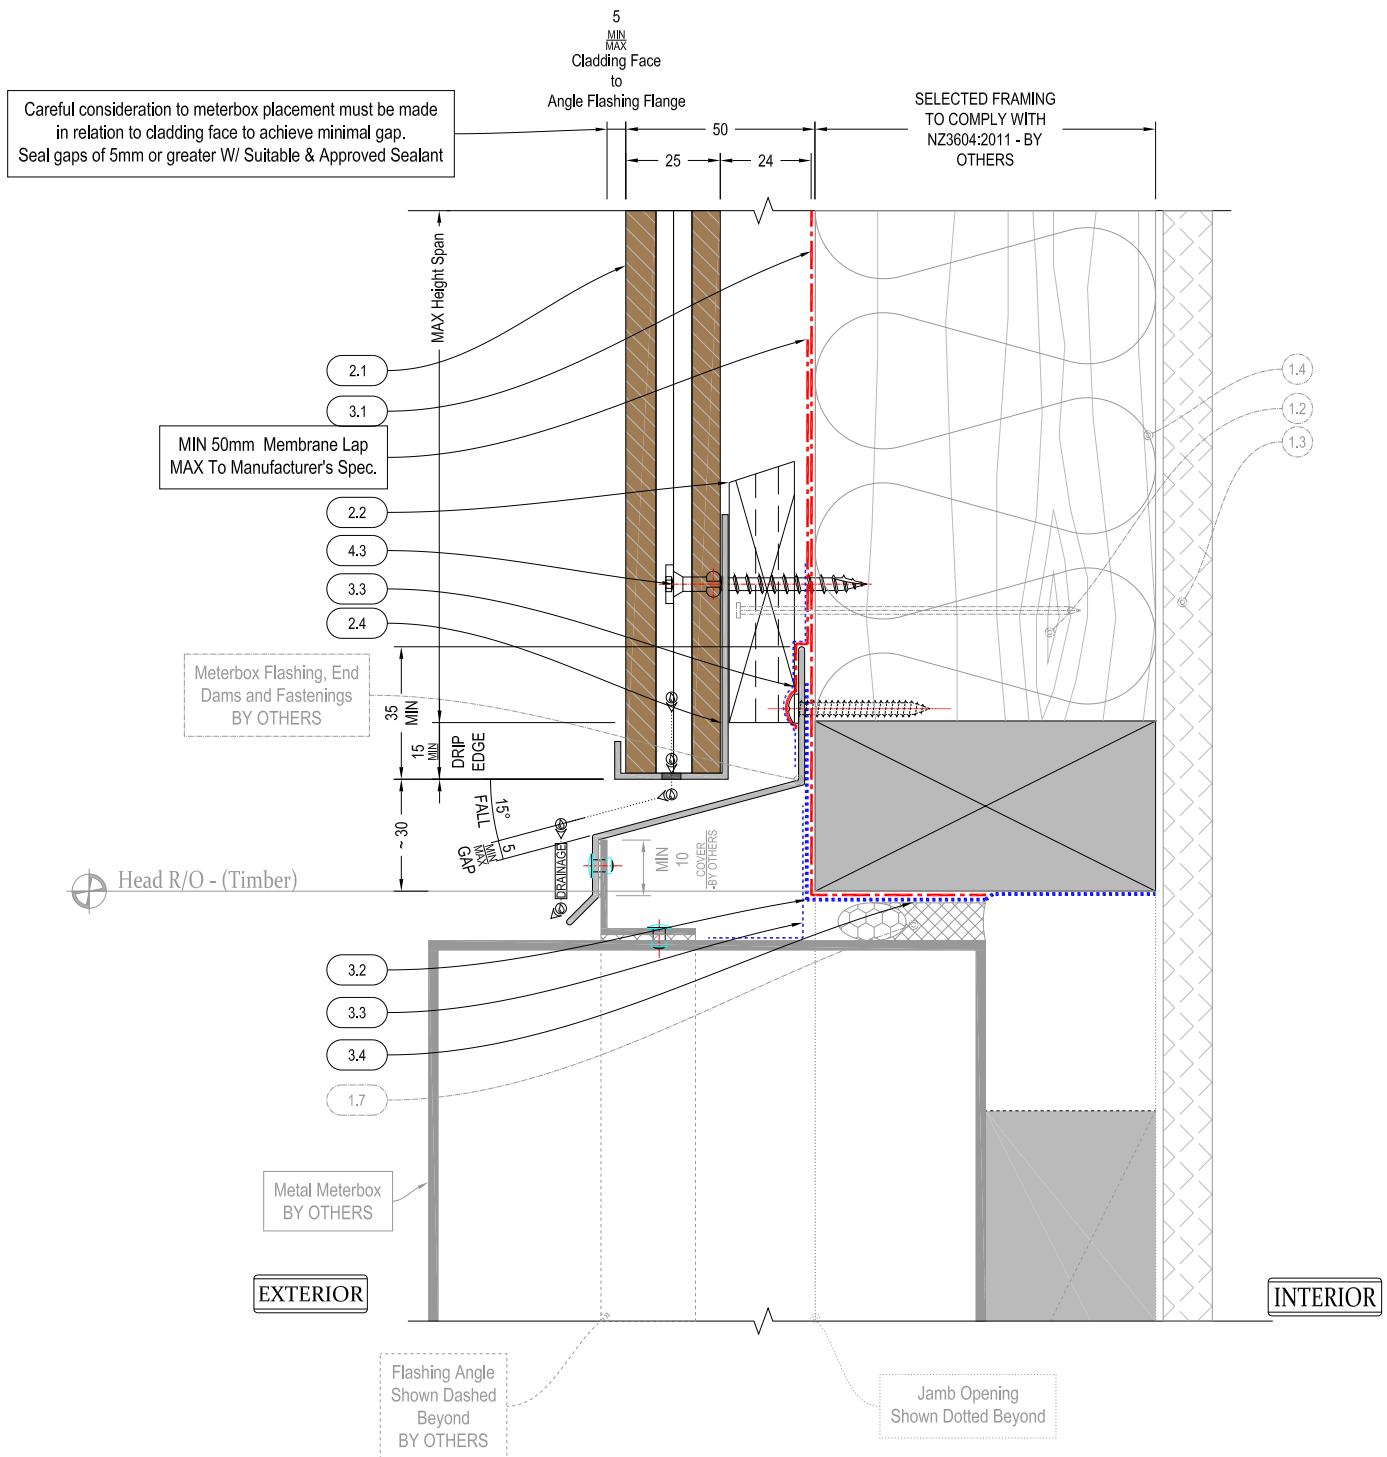 5
MIN
MAX
Cladding Face
to
Angle Flashing Flange
Careful consideration to meterbox placement must be made
in relation to cladding face to achieve minimal gap.
Seal gaps of 5mm or greater W/ Suitable & Approved Sealant
SELECTED FRAMING
TO COMPLY WITH
NZ3604:2011 - BY
OTHERS
50
25
24
MAX Height Span
2.1
3.1
MIN 50mm  Membrane Lap
MAX To Manufacturer's Spec.
2.2
4.3
3.3
2.4
1.4
1.2
1.3
Meterbox Flashing, End
Dams and Fastenings
BY OTHERS
35
MIN
15
MIN
DRIP
EDGE
15°
FALL
5
MIN
MAX
GAP
~ 30
DRAINAGE
MIN
10
COVER
-BY OTHERS
Head R/O - (Timber)
3.2
3.3
3.4
1.7
Metal Meterbox
BY OTHERS
EXTERIOR
INTERIOR
Flashing Angle
Shown Dashed
Beyond
BY OTHERS
Jamb Opening
Shown Dotted Beyond